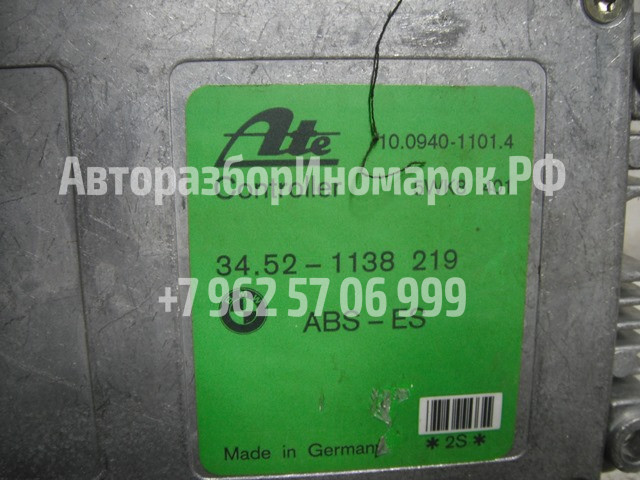 Ate
10.0940-1101.4
АвторазборИномарок.РФ
Controller
34.52-1138 219
+7 962 57 06 999
ABS-ES
Made in Germany
*2S*